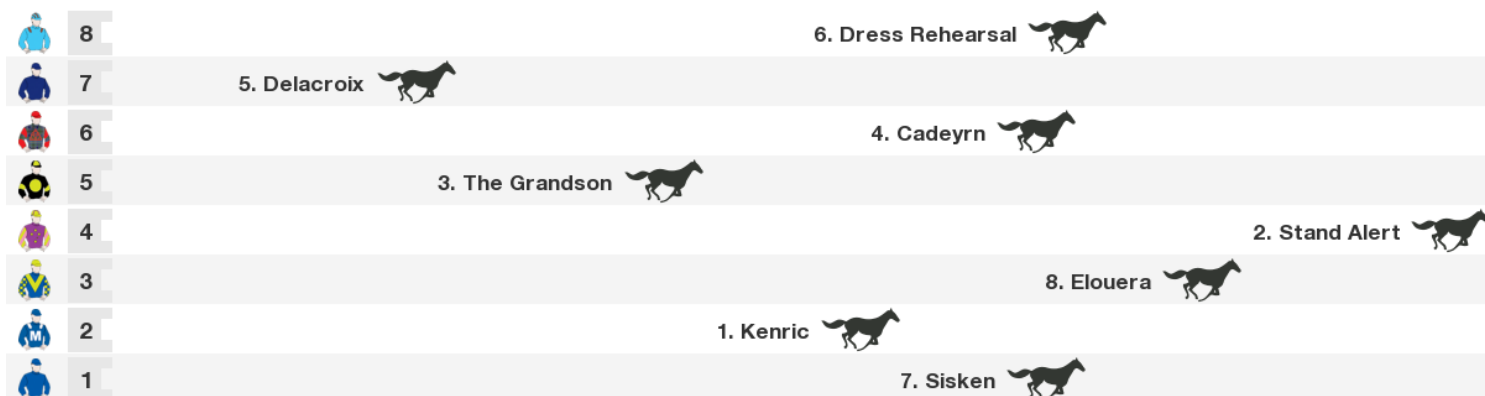 8 6. Dress Rehearsal
7 5. Delacroix
6 4. Cadeyrn
5 3. The Grandson
4 2. Stand Alert
3 8. Elouera
M 2 1. Kenric
1 7. Sisken